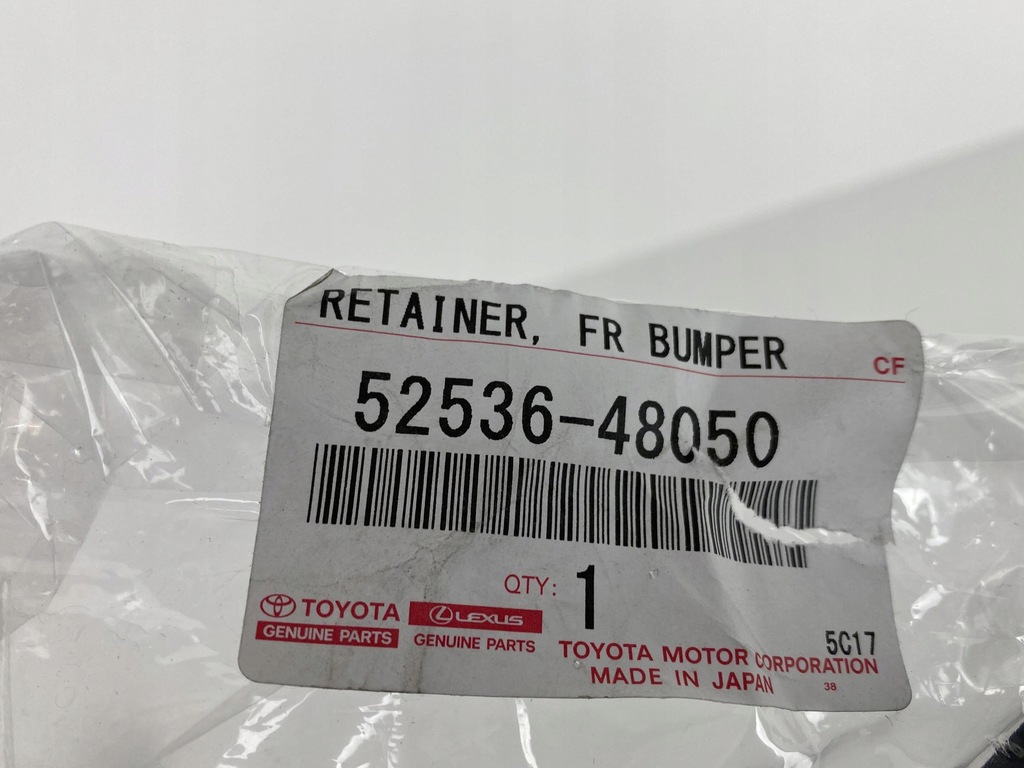 RETAINER, FR BUMPER
CF
52536-48050
QTY: 1
TOYOTA
GENUINE PARTS
LEXUS
GENUINE PARTS
5C17
TOYOTA MOTOR CORPORATION
MADE IN JAPAN
38